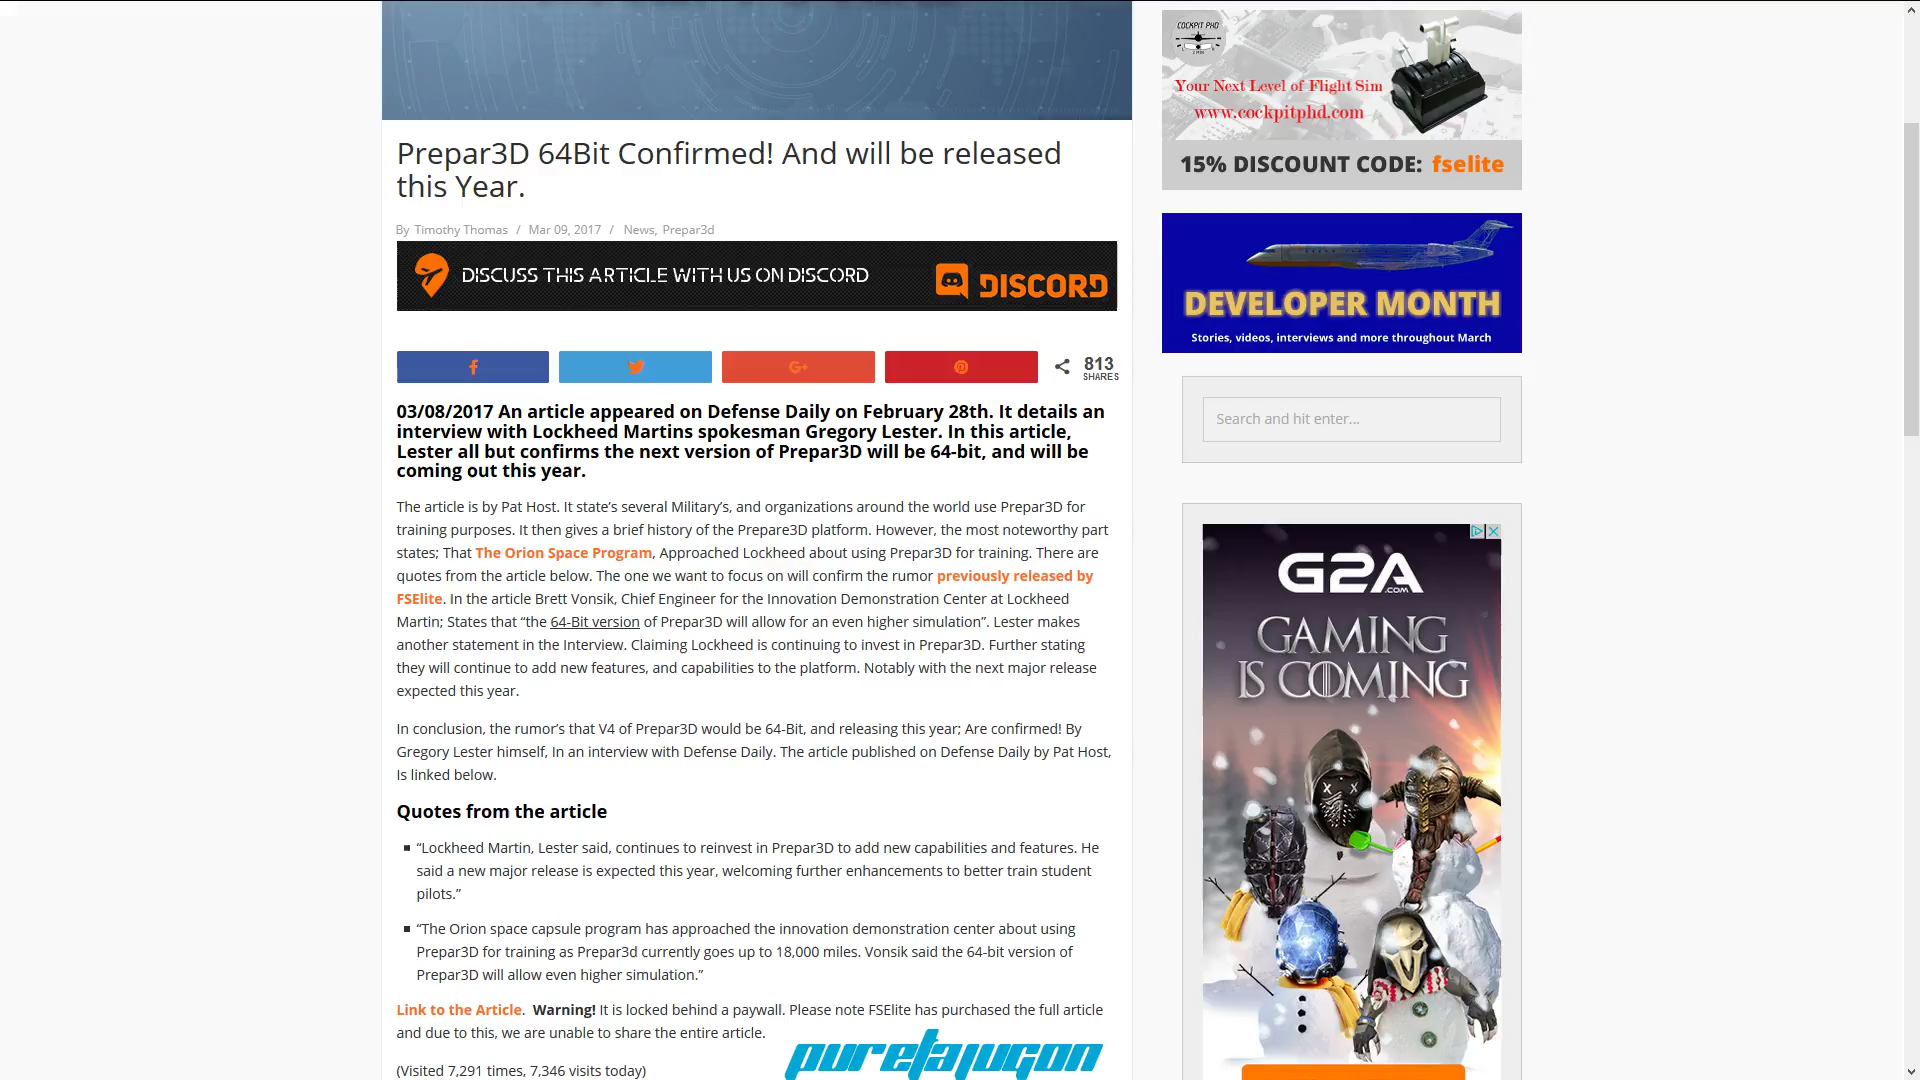 COCKPIT PHD
Your Next Level of Flight Sim
www.cockpitphd.com
15% DISCOUNT CODE: fselite
Prepar3D 64Bit Confirmed! And will be released
this Year.
By Timothy Thomas / Mar 09, 2017 / News, Prepar3d
DISCUSS THIS ARTICLE WITH US ON DISCORD
DISCORD
DEVELOPER MONTH
Stories, videos, interviews and more throughout March
813
SHARES
Search and hit enter...
03/08/2017 An article appeared on Defense Daily on February 28th. It details an
interview with Lockheed Martins spokesman Gregory Lester. In this article,
Lester all but confirms the next version of Prepar3D will be 64-bit, and will be
coming out this year.
The article is by Pat Host. It state’s several Military’s, and organizations around the world use Prepar3D for
training purposes. It then gives a brief history of the Prepare3D platform. However, the most noteworthy part
states; That The Orion Space Program, Approached Lockheed about using Prepar3D for training. There are
quotes from the article below. The one we want to focus on will confirm the rumor previously released by
FSElite. In the article Brett Vonsik, Chief Engineer for the Innovation Demonstration Center at Lockheed
Martin; States that “the 64-Bit version of Prepar3D will allow for an even higher simulation”. Lester makes
another statement in the Interview. Claiming Lockheed is continuing to invest in Prepar3D. Further stating
they will continue to add new features, and capabilities to the platform. Notably with the next major release
expected this year.
In conclusion, the rumor’s that V4 of Prepar3D would be 64-Bit, and releasing this year; Are confirmed! By
Gregory Lester himself, In an interview with Defense Daily. The article published on Defense Daily by Pat Host,
Is linked below.
Quotes from the article
“Lockheed Martin, Lester said, continues to reinvest in Prepar3D to add new capabilities and features. He
said a new major release is expected this year, welcoming further enhancements to better train student
pilots.”
“The Orion space capsule program has approached the innovation demonstration center about using
Prepar3D for training as Prepar3d currently goes up to 18,000 miles. Vonsik said the 64-bit version of
Prepar3D will allow even higher simulation.”
Link to the Article. Warning! It is locked behind a paywall. Please note FSElite has purchased the full article
and due to this, we are unable to share the entire article.
(Visited 7,291 times, 7,346 visits today)
puretajugon
G2A
.COM
GAMING
IS COMING